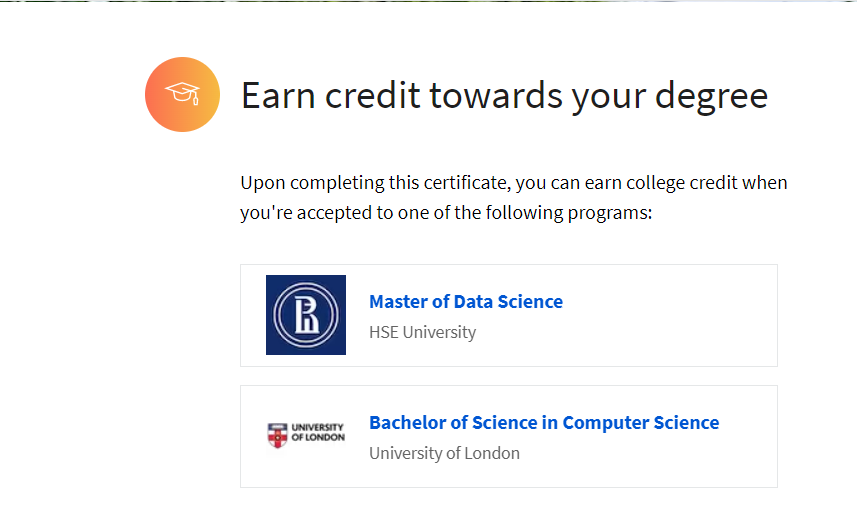 Earn credit towards your degree
Upon completing this certificate, you can earn college credit when
you're accepted to one of the following programs:
Master of Data Science
HSE University
UNIVERSITY
OF LONDON
Bachelor of Science in Computer Science
University of London